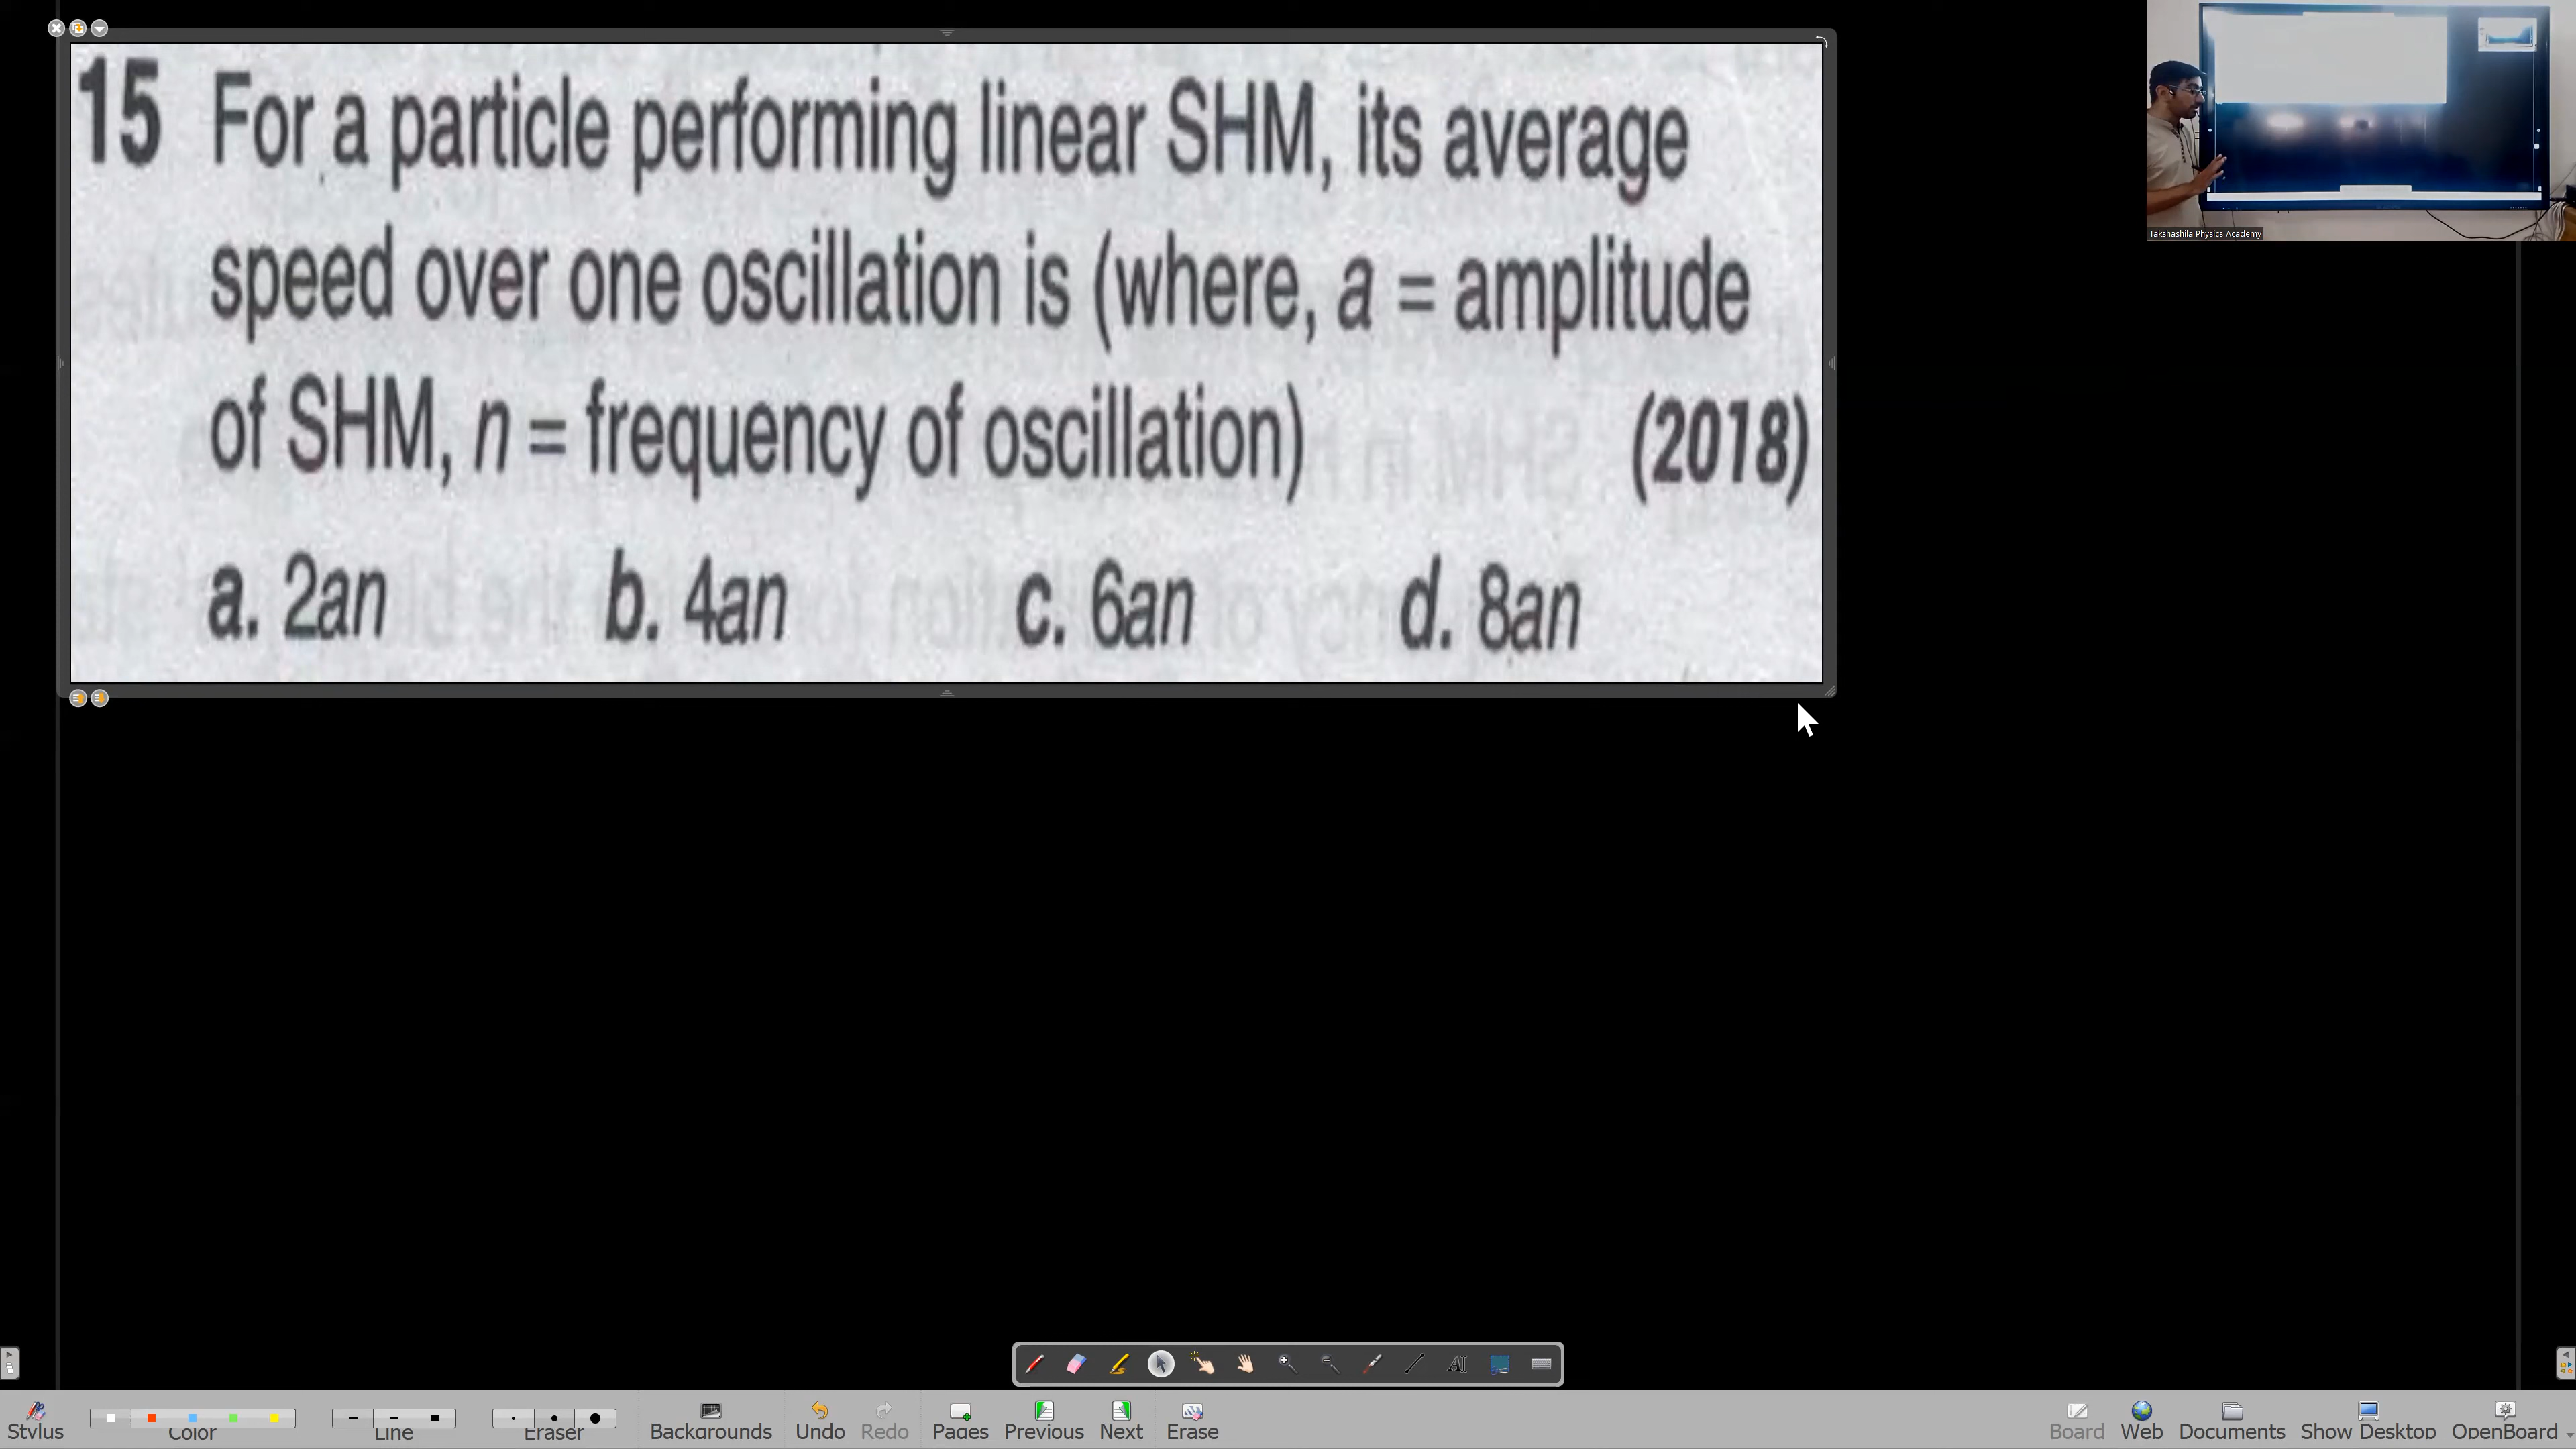 15 For a particle performing linear SHM, its average
speed over one oscillation is (where, a = amplitude
of SHM, n = frequency of oscillation) (2018)
a. 2an b. 4an c. 6an d. 8an
Takshashila Physics Academy
Stylus Color Line Eraser Backgrounds Undo Redo Pages Previous Next Erase Board Web Documents Show Desktop OpenBoard